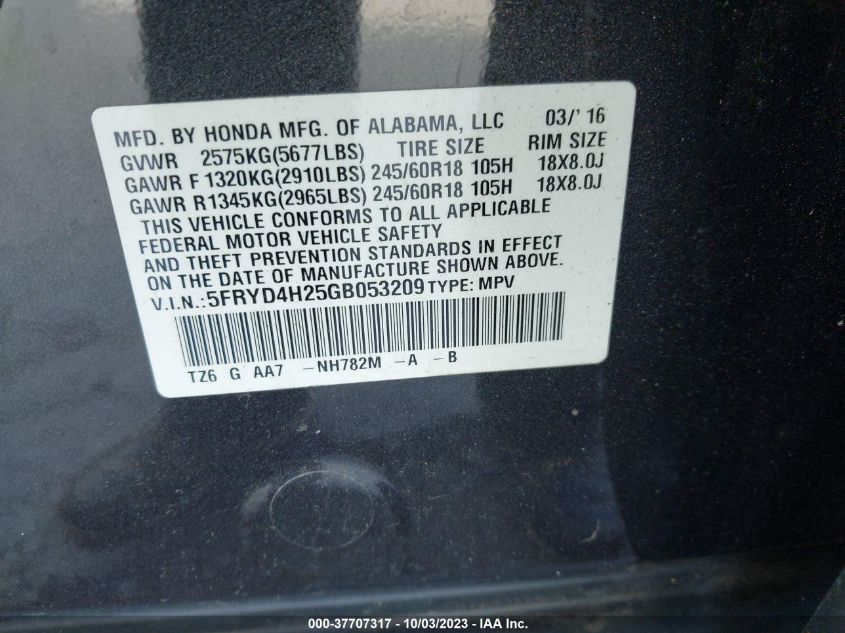 MFD. BY HONDA MFG. OF ALABAMA, LLC 03/' 16
GVWR 2575KG(5677LBS) TIRE SIZE RIM SIZE
GAWR F 1320KG(2910LBS) 245/60R18 105H 18X8.0J
GAWR R1345KG(2965LBS) 245/60R18 105H 18X8.0J
THIS VEHICLE CONFORMS TO ALL APPLICABLE
FEDERAL MOTOR VEHICLE SAFETY
AND THEFT PREVENTION STANDARDS IN EFFECT
ON THE DATE OF MANUFACTURE SHOWN ABOVE.
V.I.N.:5FRYD4H25GB053209 TYPE: MPV
TZ6 G AA7 -NH782M -A -B
000-37707317 - 10/03/2023 - IAA Inc.